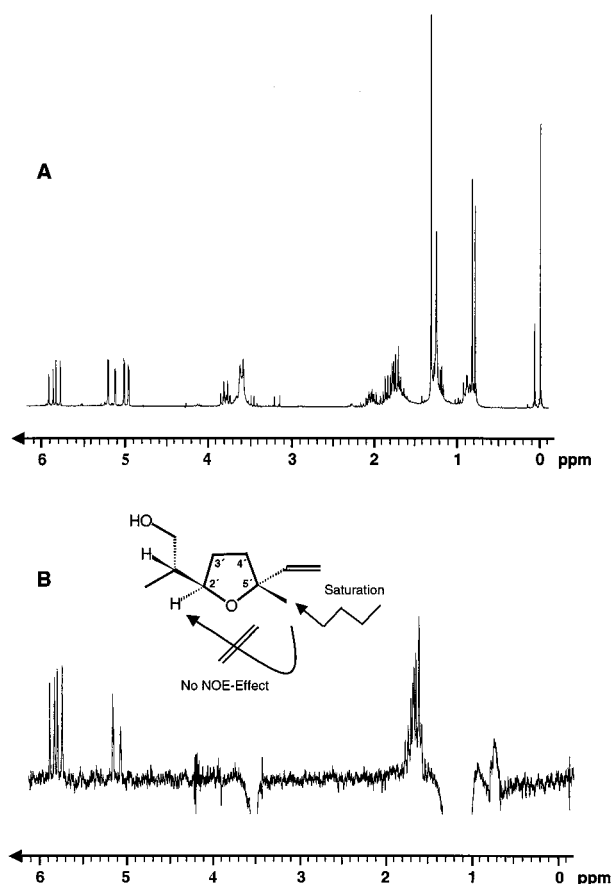 A
6 5 4 3 2 1 0 ppm
B
HO
H
3´ 4´
2´ 5´
H O
Saturation
No NOE-Effect
6 5 4 3 2 1 0 ppm